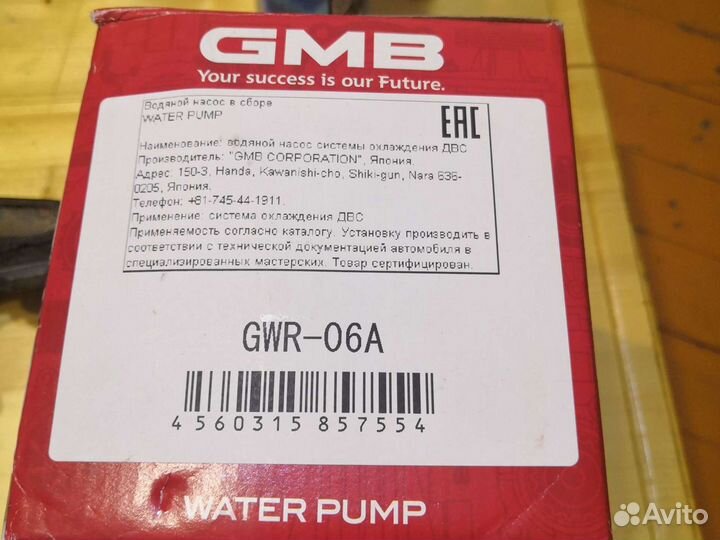 GMB
Your success is our Future.
Водяной насос в сборе
WATER PUMP
EAC
Наименование: водяной насос системы охлаждения ДВС
Производитель: "GMB CORPORATION", Япония.
Адрес: 150-3, Handa, Kawanishi-cho, Shiki-gun, Nara 636-
0205, Япония.
Телефон: +81-745-44-1911.
Применение: система охлаждения ДВС
Применяемость согласно каталогу. Установку производить в
соответствии с технической документацией автомобиля в
специализированных мастерских. Товар сертифицирован.
GWR-06A
4 560315 857554
WATER PUMP
Avito